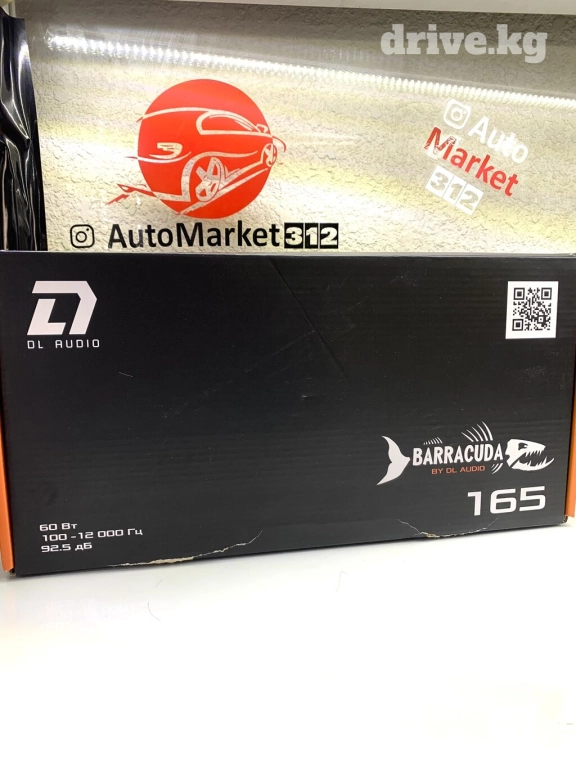 drive.kg
Auto
Market
312
AutoMarket312
DL AUDIO
BARRACUDA
BY DL AUDIO
165
60 Вт
100 -12 000 Гц
92.5 дБ